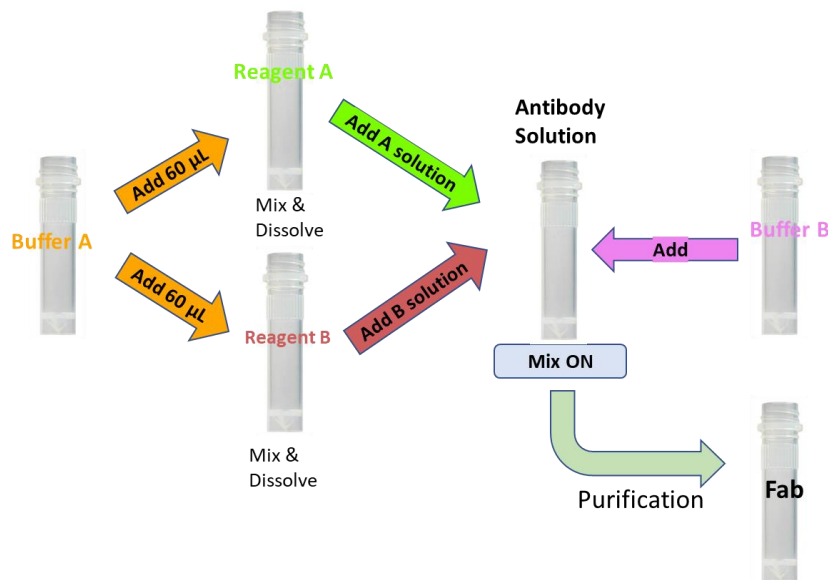 Reagent A
Add 60 µL
Add A solution
Antibody
Solution
Mix &
Dissolve
Buffer A
Buffer B
Add
Add 60 µL
Reagent B
Add B solution
Mix ON
Mix &
Dissolve
Purification
Fab